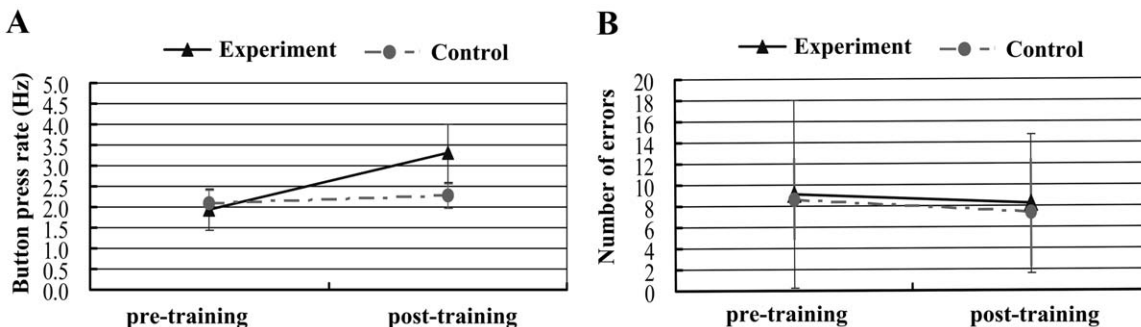 A
Experiment Control
Button press rate (Hz)
5.0
4.5
4.0
3.5
3.0
2.5
2.0
1.5
1.0
0.5
0.0
pre-training post-training
B
Experiment Control
Number of errors
20
18
16
14
12
10
8
6
4
2
0
pre-training post-training